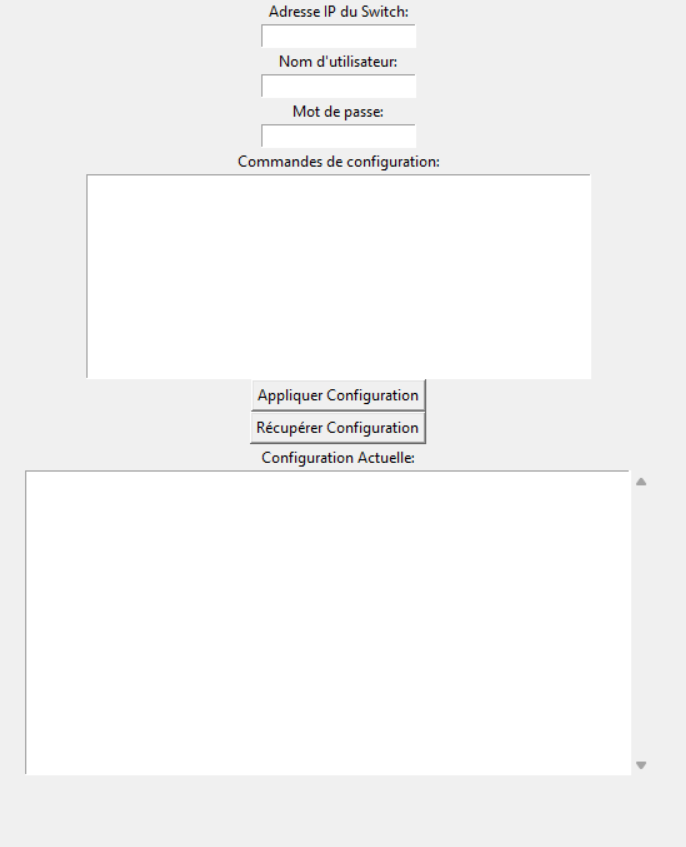 Adresse IP du Switch:
Nom d'utilisateur:
Mot de passe:
Commandes de configuration:
Appliquer Configuration
Récupérer Configuration
Configuration Actuelle: